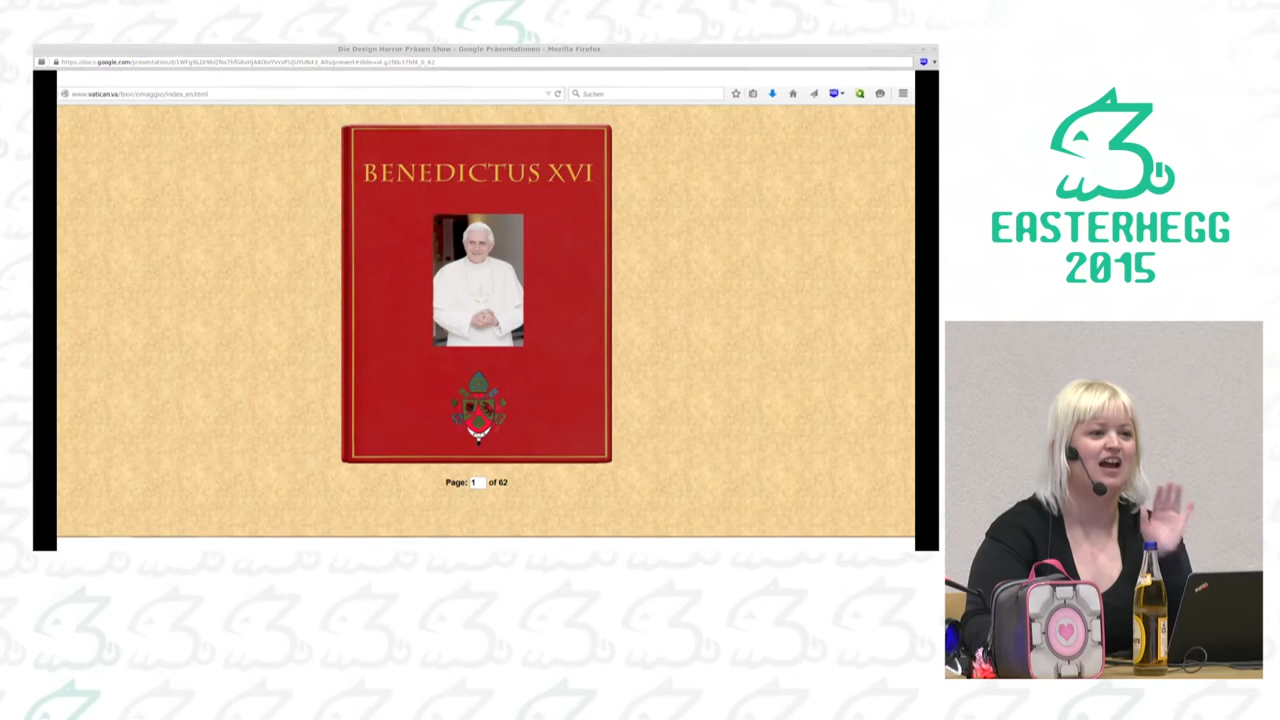 Die Design Horror Präsen Show - Google Präsentationen - Mozilla Firefox
www.vatican.va/bxvi/omaggio/index_en.html
Suchen
BENEDICTUS XVI
Page: 1 of 62
EASTERHEGG
2015